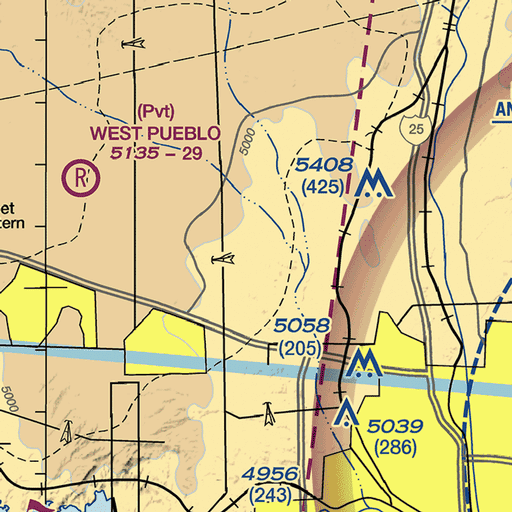 AN
(Pvt)
WEST PUEBLO
5135 – 29
R
25
5000
5408
(425)
et
tern
5058
(205)
5000
5039
(286)
4956
(243)